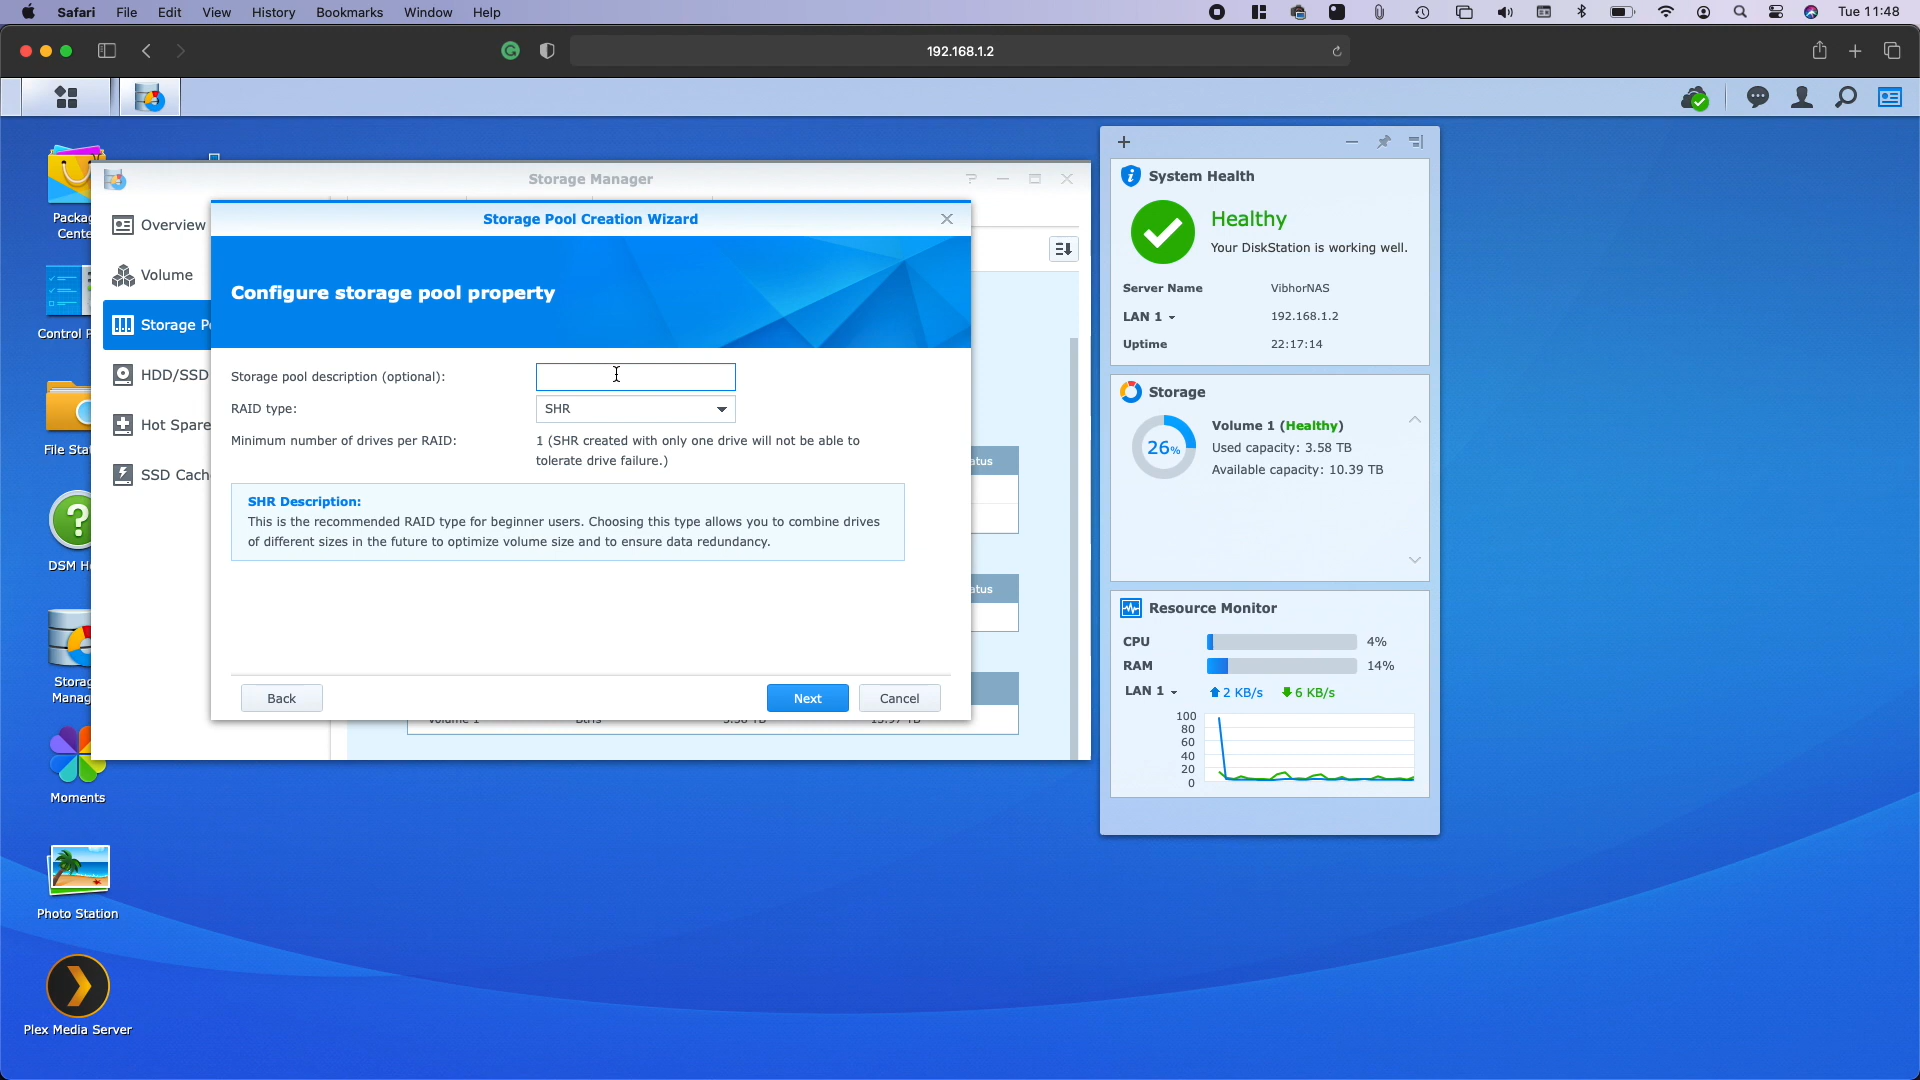 Safari File Edit View History Bookmarks Window Help Tue 11:48
192.168.1.2
Storage Manager
Overview
Volume
Storage P
HDD/SSD
Hot Spare
SSD Cach
Storage Pool Creation Wizard
Configure storage pool property
Storage pool description (optional):
RAID type: SHR
Minimum number of drives per RAID: 1 (SHR created with only one drive will not be able to
tolerate drive failure.)
SHR Description:
This is the recommended RAID type for beginner users. Choosing this type allows you to combine drives
of different sizes in the future to optimize volume size and to ensure data redundancy.
Back Next Cancel
atus
atus
Packa
Cente
Control P
File Stat
DSM H
Storag
Manag
Moments
Photo Station
Plex Media Server
System Health
Healthy
Your DiskStation is working well.
Server Name VibhorNAS
LAN 1 192.168.1.2
Uptime 22:17:14
Storage
26%
Volume 1 (Healthy)
Used capacity: 3.58 TB
Available capacity: 10.39 TB
Resource Monitor
CPU 4%
RAM 14%
LAN 1 2 KB/s 6 KB/s
100
80
60
40
20
0